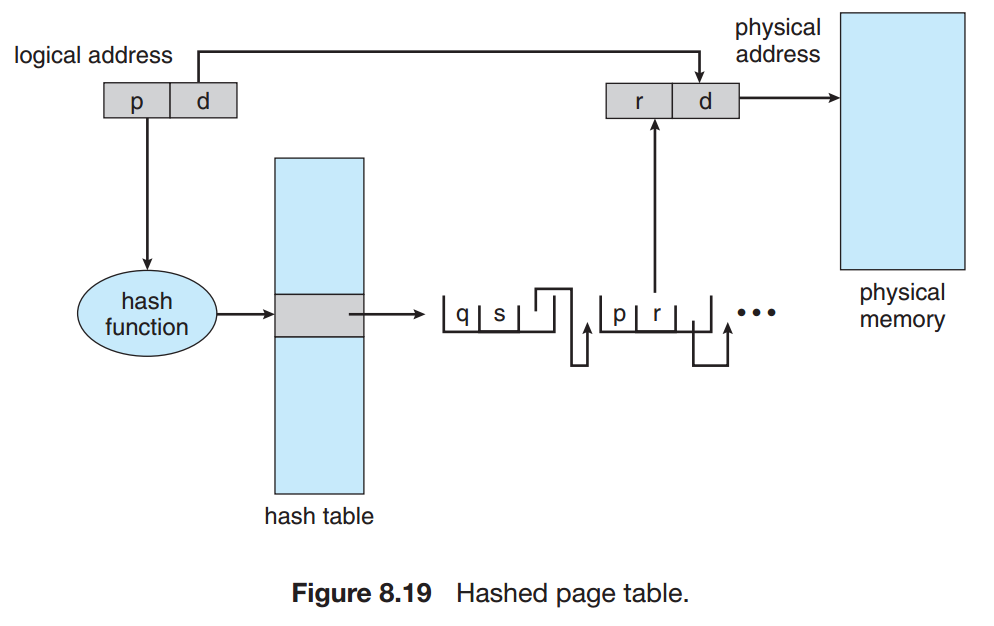 logical address
physical
address
p d
r d
hash
function
q s
p r
•••
physical
memory
hash table
Figure 8.19 Hashed page table.